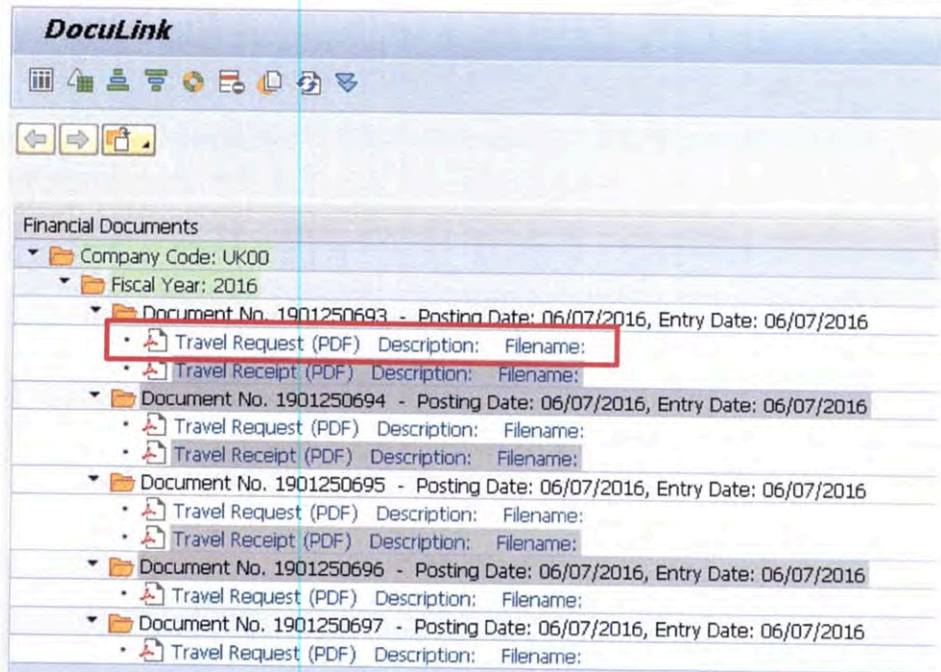 DocuLink
Financial Documents
Company Code: UK00
Fiscal Year: 2016
Document No. 1901250693 - Posting Date: 06/07/2016, Entry Date: 06/07/2016
Travel Request (PDF) Description: Filename:
Travel Receipt (PDF) Description: Filename:
Document No. 1901250694 - Posting Date: 06/07/2016, Entry Date: 06/07/2016
Travel Request (PDF) Description: Filename:
Travel Receipt (PDF) Description: Filename:
Document No. 1901250695 - Posting Date: 06/07/2016, Entry Date: 06/07/2016
Travel Request (PDF) Description: Filename:
Travel Receipt (PDF) Description: Filename:
Document No. 1901250696 - Posting Date: 06/07/2016, Entry Date: 06/07/2016
Travel Request (PDF) Description: Filename:
Document No. 1901250697 - Posting Date: 06/07/2016, Entry Date: 06/07/2016
Travel Request (PDF) Description: Filename: